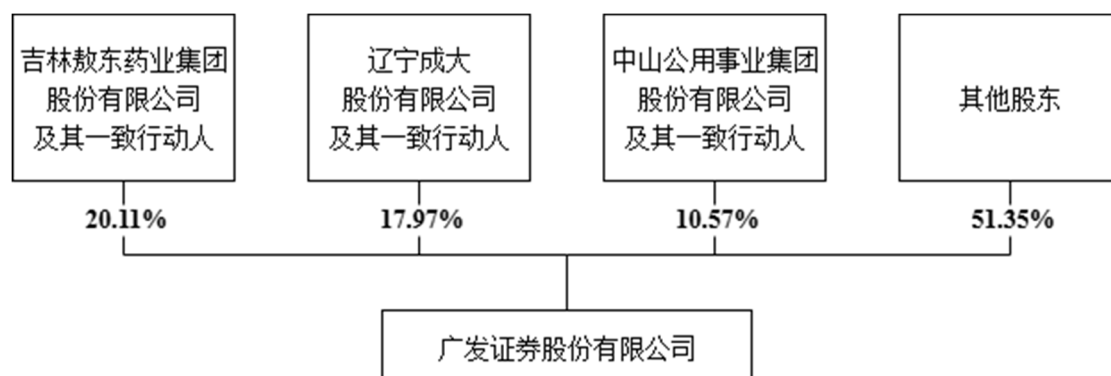 吉林敖东药业集团
股份有限公司
及其一致行动人
辽宁成大
股份有限公司
及其一致行动人
中山公用事业集团
股份有限公司
及其一致行动人
其他股东
20.11%
17.97%
10.57%
51.35%
广发证券股份有限公司